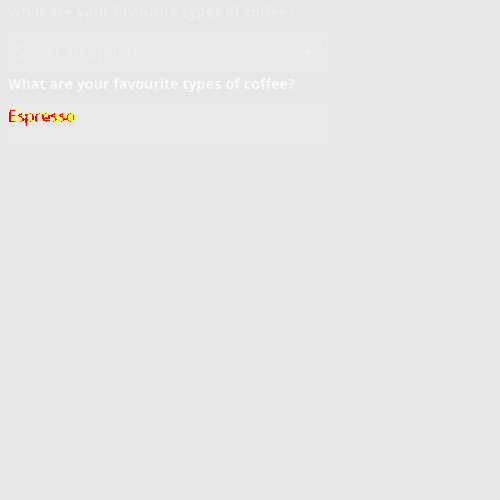 What are your favourite types of coffee?
Select an option
What are your favourite types of coffee?
Espresso